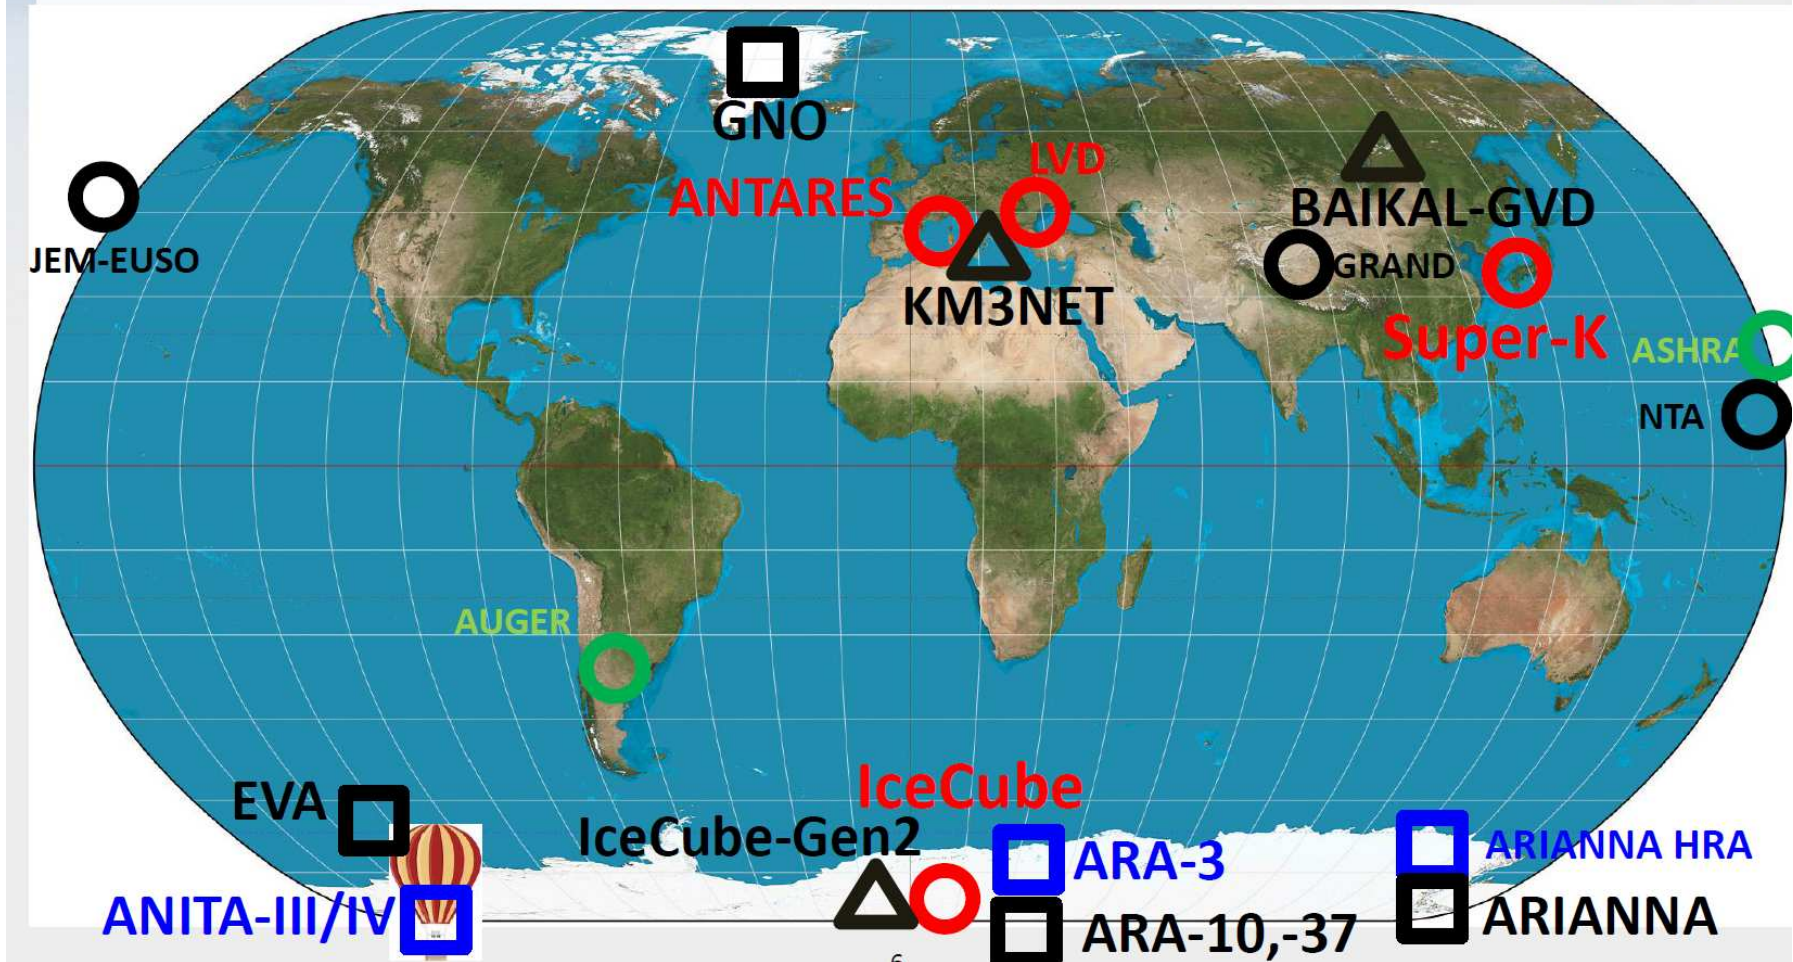 GNO
LVD
ANTARES
BAIKAL-GVD
JEM-EUSO
GRAND
KM3NET
Super-K
ASHRA
NTA
AUGER
IceCube
EVA
IceCube-Gen2
ARA-3
ARIANNA HRA
ANITA-III/IV
ARA-10,-37
ARIANNA
6